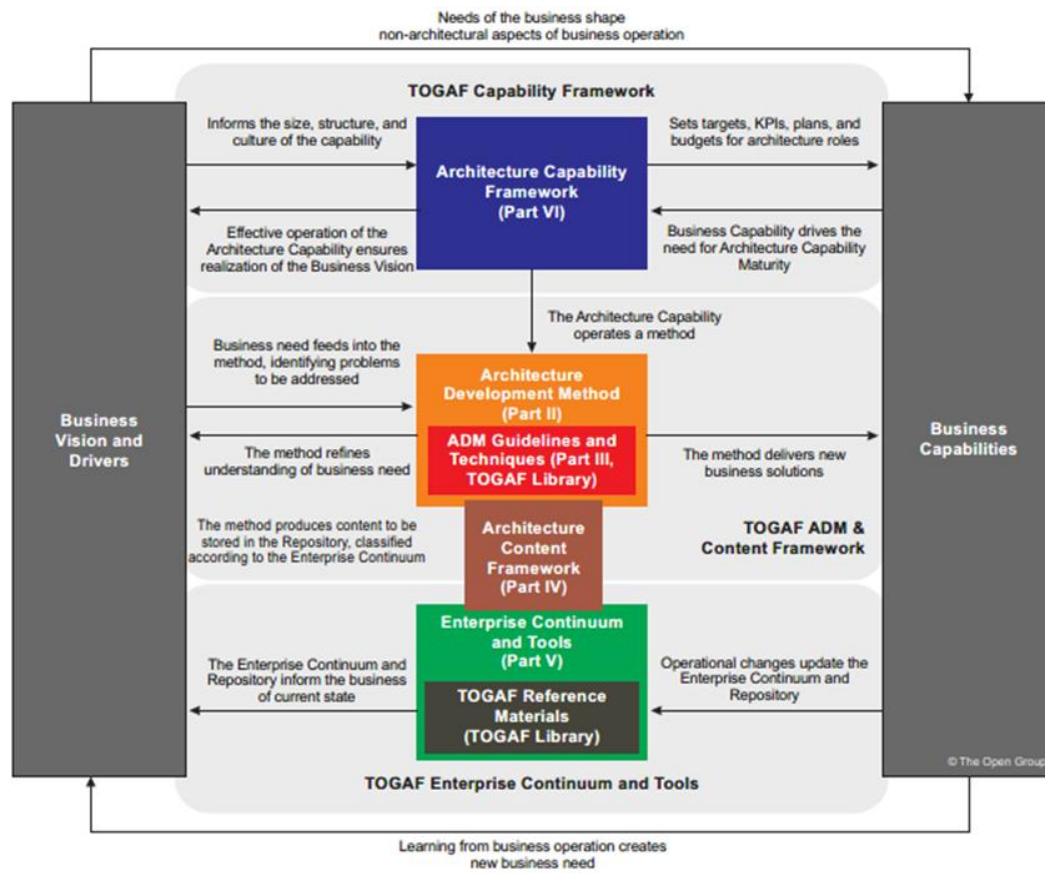 Needs of the business shape
non-architectural aspects of business operation
TOGAF Capability Framework
Informs the size, structure, and
culture of the capability
Sets targets, KPIs, plans, and
budgets for architecture roles
Architecture Capability
Framework
(Part VI)
Effective operation of the
Architecture Capability ensures
realization of the Business Vision
Business Capability drives the
need for Architecture Capability
Maturity
The Architecture Capability
operates a method
Business need feeds into the
method, identifying problems
to be addressed
Architecture
Development Method
(Part II)
Business
Vision and
Drivers
Business
Capabilities
ADM Guidelines and
Techniques (Part III,
TOGAF Library)
The method refines
understanding of business need
The method delivers new
business solutions
The method produces content to be
stored in the Repository, classified
according to the Enterprise Continuum
Architecture
Content
Framework
(Part IV)
TOGAF ADM &
Content Framework
Enterprise Continuum
and Tools
(Part V)
The Enterprise Continuum and
Repository inform the business
of current state
Operational changes update the
Enterprise Continuum and
Repository
TOGAF Reference
Materials
(TOGAF Library)
© The Open Group
TOGAF Enterprise Continuum and Tools
Learning from business operation creates
new business need